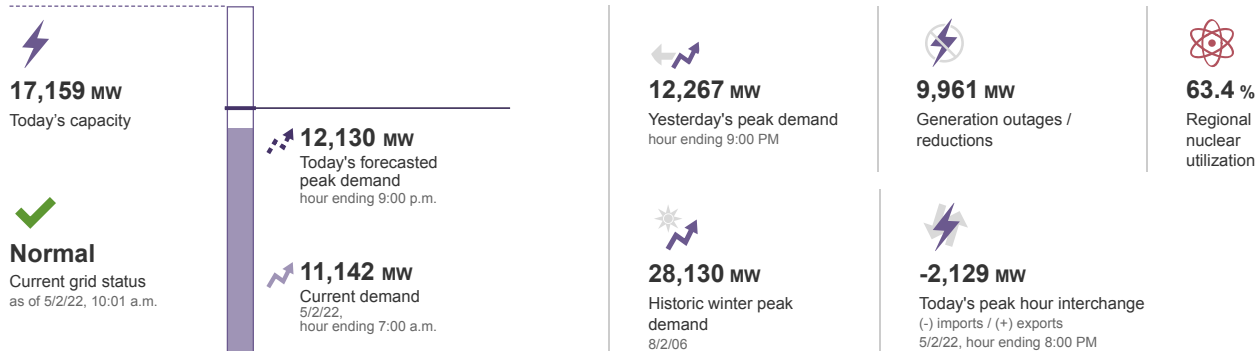 17,159 MW
Today's capacity
Normal
Current grid status
as of 5/2/22, 10:01 a.m.
12,130 MW
Today's forecasted
peak demand
hour ending 9:00 p.m.
11,142 MW
Current demand
5/2/22,
hour ending 7:00 a.m.
12,267 MW
Yesterday's peak demand
hour ending 9:00 PM
9,961 MW
Generation outages /
reductions
63.4 %
Regional
nuclear
utilization
28,130 MW
Historic winter peak
demand
8/2/06
-2,129 MW
Today's peak hour interchange
(-) imports / (+) exports
5/2/22, hour ending 8:00 PM